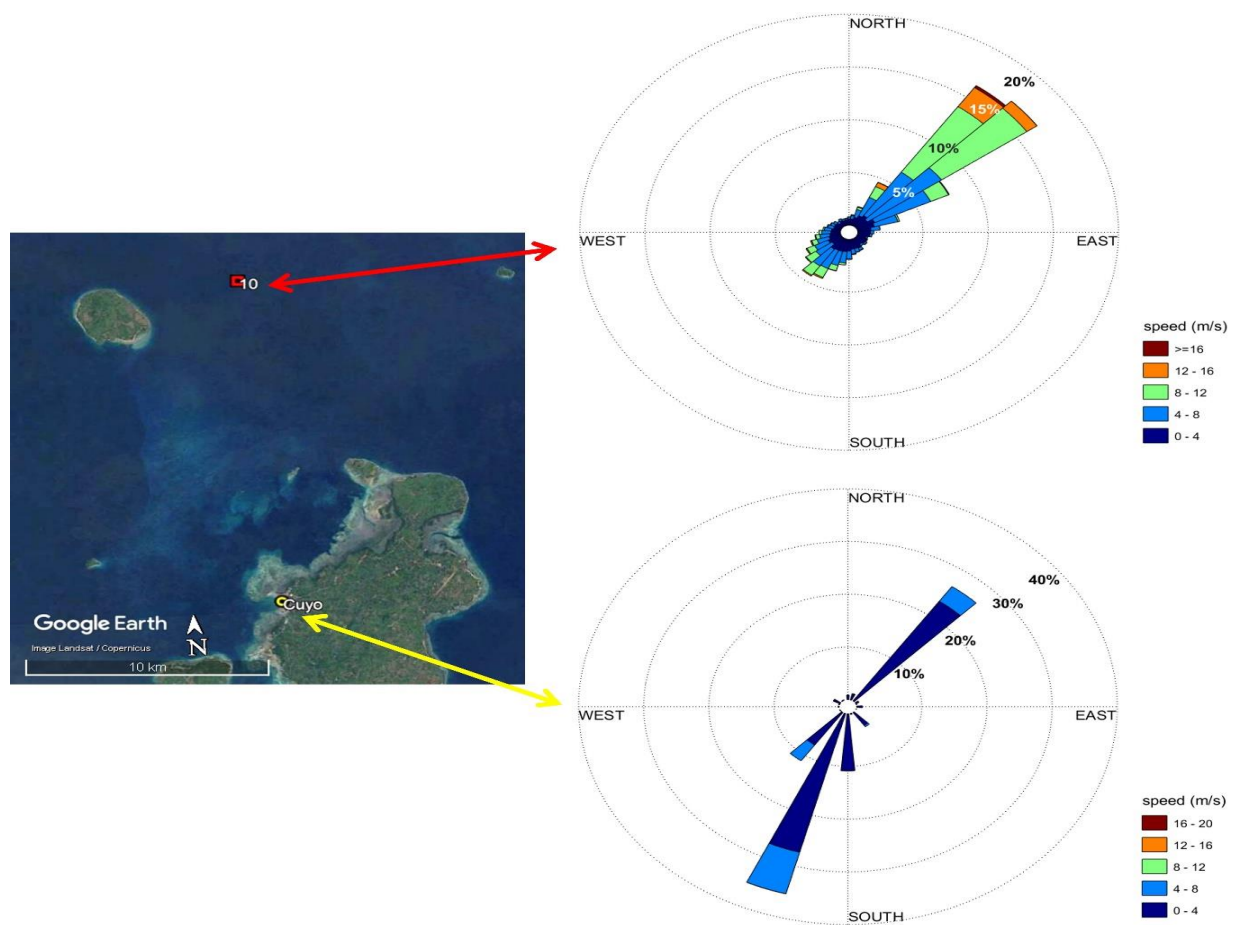 NORTH
20%
15%
10%
5%
WEST
EAST
SOUTH
speed (m/s)
>=16
12 - 16
8 - 12
4 - 8
0 - 4
10
Cuyo
Google Earth
N
Image Landsat / Copernicus
10 km
NORTH
40%
30%
20%
10%
WEST
EAST
SOUTH
speed (m/s)
16 - 20
12 - 16
8 - 12
4 - 8
0 - 4